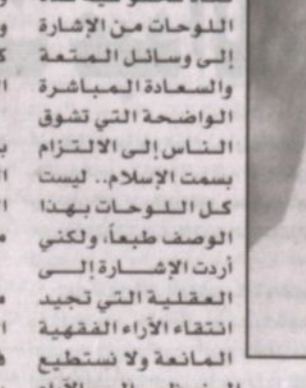 اللوحات من الإشارة
إلى وسائل المتعة
والسعادة المباشرة
الواضحة التي تشوق
الناس إلى الالتزام
بسمت الإسلام.. ليست
كل اللوحات بهذا
الوصف طبعاً، ولكني
أردت الإشارة إلى
العقلية التي تجيد
انتقاء الآراء الفقهية
المانعة ولا نستطيع